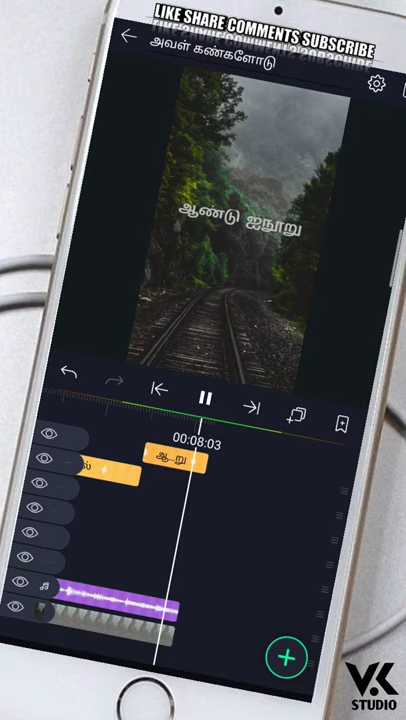 LIKE SHARE COMMENTS SUBSCRIBE
அவள் கண்களோடு
ஆண்டு ஐநூறு
00:08:03
ஆ...று
ல்
VK
STUDIO